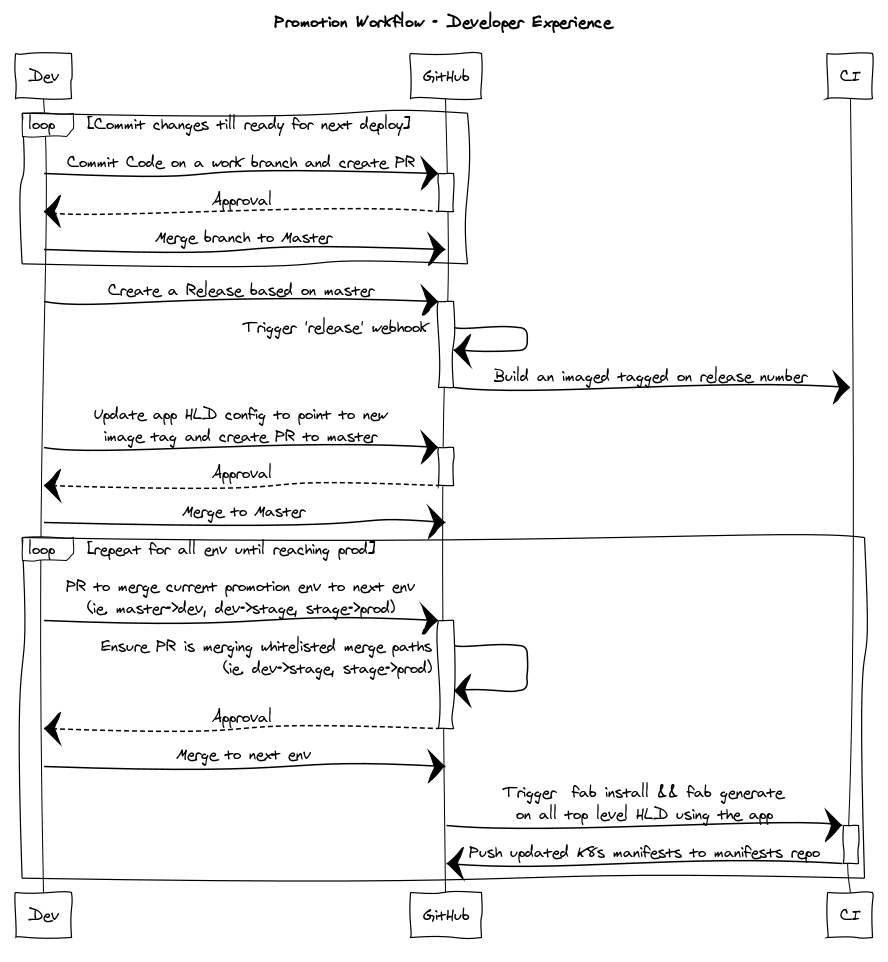 Promotion Workflow - Developer Experience
Dev
GitHub
CI
loop
[Commit changes till ready for next deploy]
Commit Code on a work branch and create PR
Approval
Merge branch to Master
Create a Release based on master
Trigger 'release' webhook
Build an imaged tagged on release number
Update app HLD config to point to new
image tag and create PR to master
Approval
Merge to Master
loop
[repeat for all env until reaching prod]
PR to merge current promotion env to next env
(ie. master->dev, dev->stage, stage->prod)
Ensure PR is merging whitelisted merge paths
(ie. dev->stage, stage->prod)
Approval
Merge to next env
Trigger fab install && fab generate
on all top level HLD using the app
Push updated K8s manifests to manifests repo
Dev
GitHub
CI